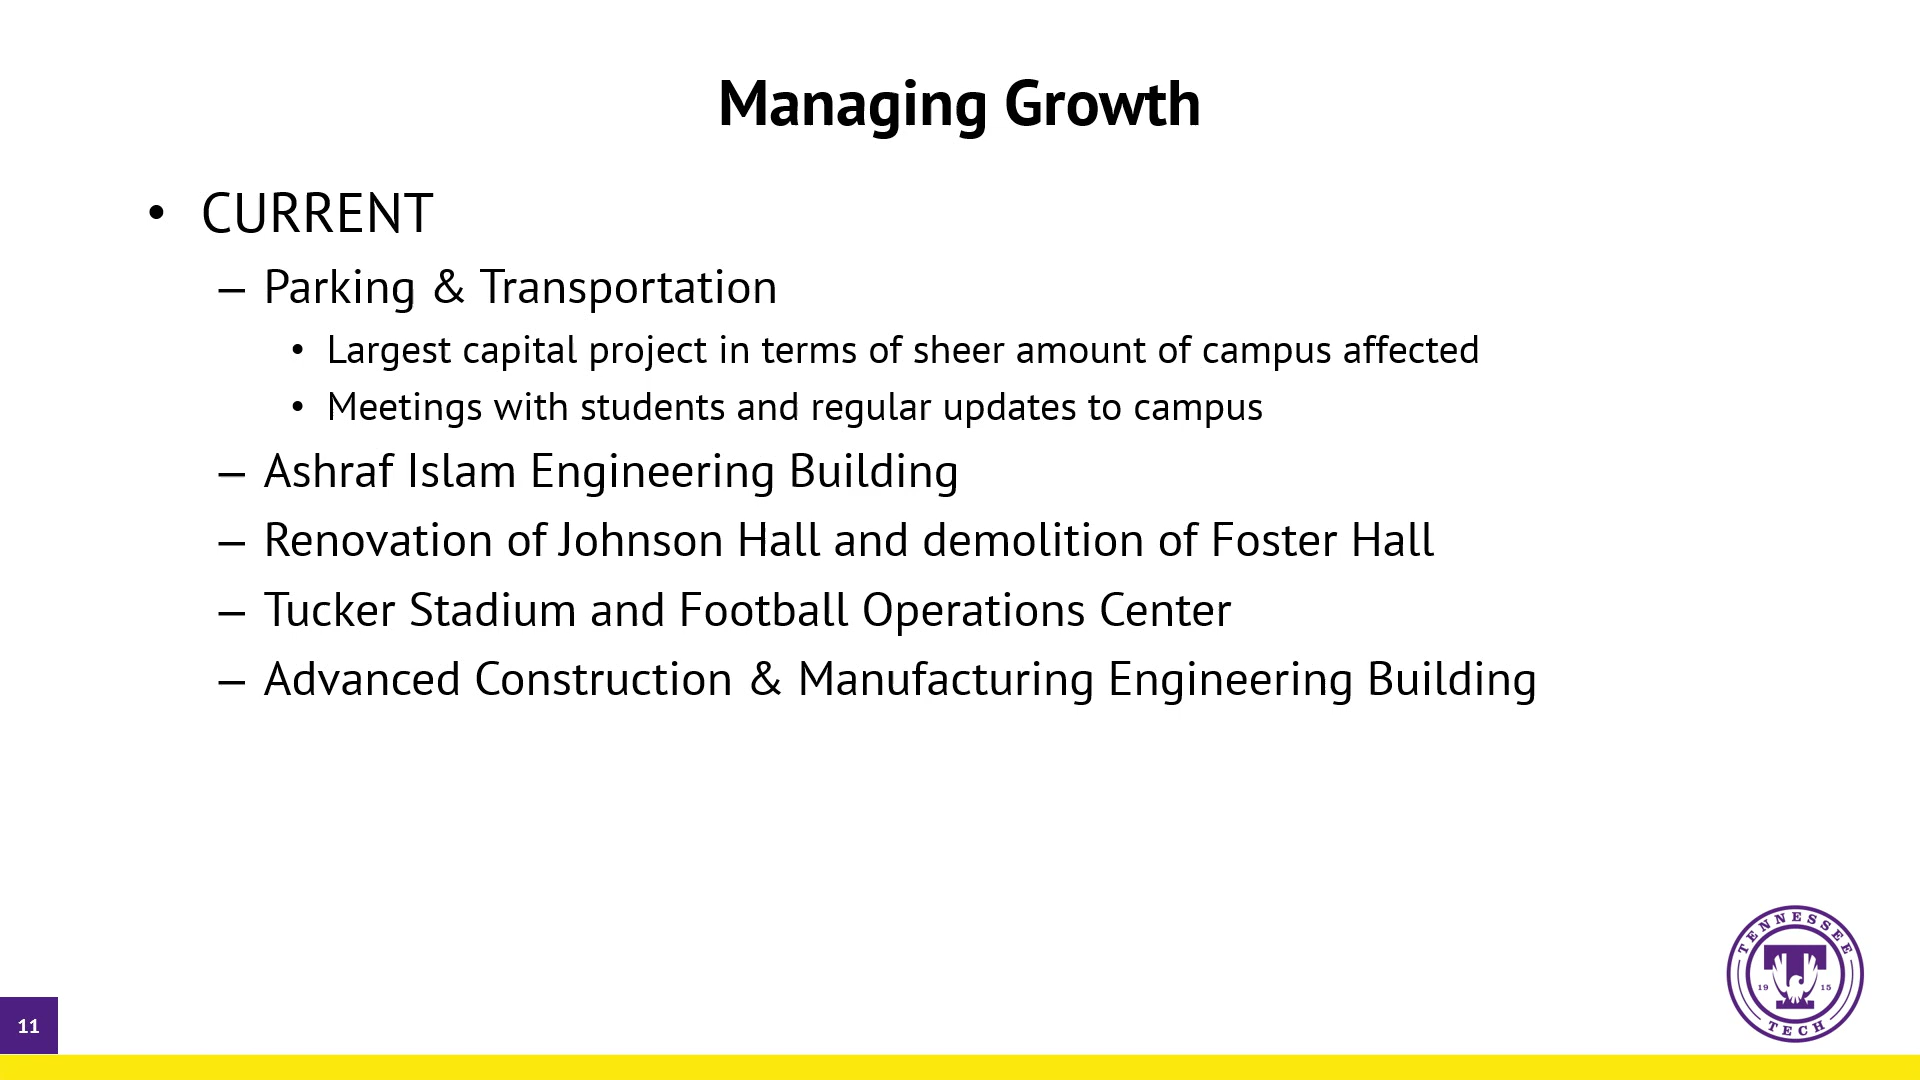 Managing Growth
• CURRENT
– Parking & Transportation
• Largest capital project in terms of sheer amount of campus affected
• Meetings with students and regular updates to campus
– Ashraf Islam Engineering Building
– Renovation of Johnson Hall and demolition of Foster Hall
– Tucker Stadium and Football Operations Center
– Advanced Construction & Manufacturing Engineering Building
TENNESSEE
19 15
TECH
11